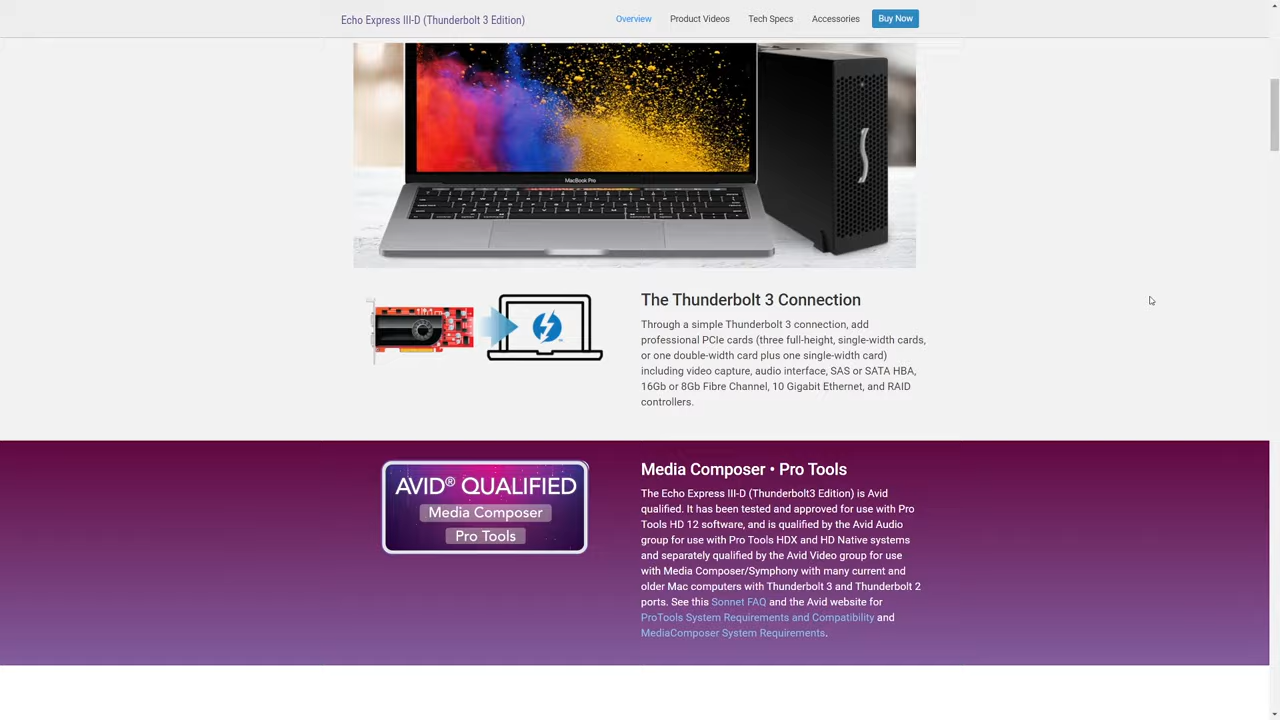 Echo Express III-D (Thunderbolt 3 Edition)
Overview
Product Videos
Tech Specs
Accessories
Buy Now
MacBook Pro
The Thunderbolt 3 Connection
Through a simple Thunderbolt 3 connection, add
professional PCIe cards (three full-height, single-width cards,
or one double-width card plus one single-width card)
including video capture, audio interface, SAS or SATA HBA,
16Gb or 8Gb Fibre Channel, 10 Gigabit Ethernet, and RAID
controllers.
AVID® QUALIFIED
Media Composer
Pro Tools
Media Composer • Pro Tools
The Echo Express III-D (Thunderbolt3 Edition) is Avid
qualified. It has been tested and approved for use with Pro
Tools HD 12 software, and is qualified by the Avid Audio
group for use with Pro Tools HDX and HD Native systems
and separately qualified by the Avid Video group for use
with Media Composer/Symphony with many current and
older Mac computers with Thunderbolt 3 and Thunderbolt 2
ports. See this Sonnet FAQ and the Avid website for
ProTools System Requirements and Compatibility and
MediaComposer System Requirements.